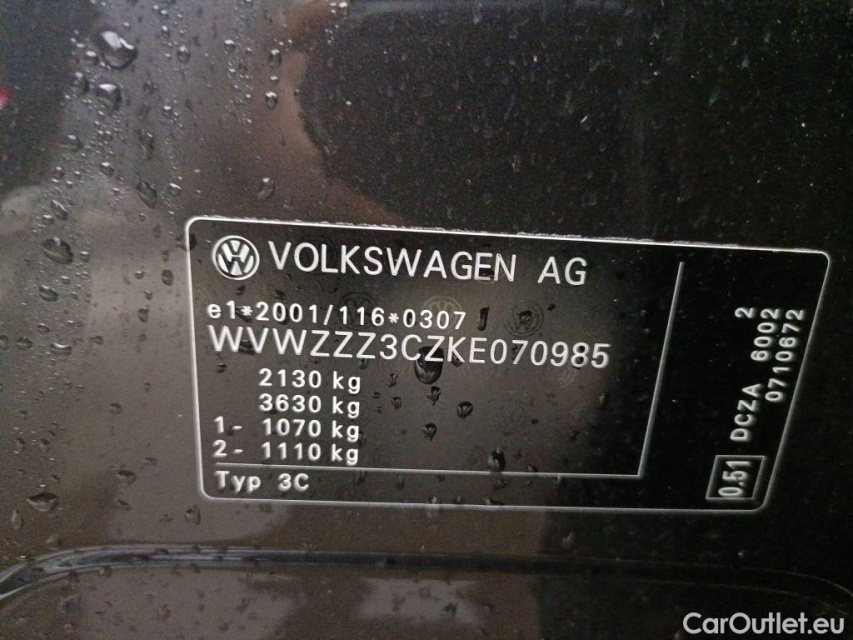 VOLKSWAGEN AG
e1*2001/116*0307
WVWZZZ3CZKE070985
2130 kg
3630 kg
1- 1070 kg
2- 1110 kg
Typ 3C
0.51
DCZA 6002 2
0710672
CarOutlet.eu